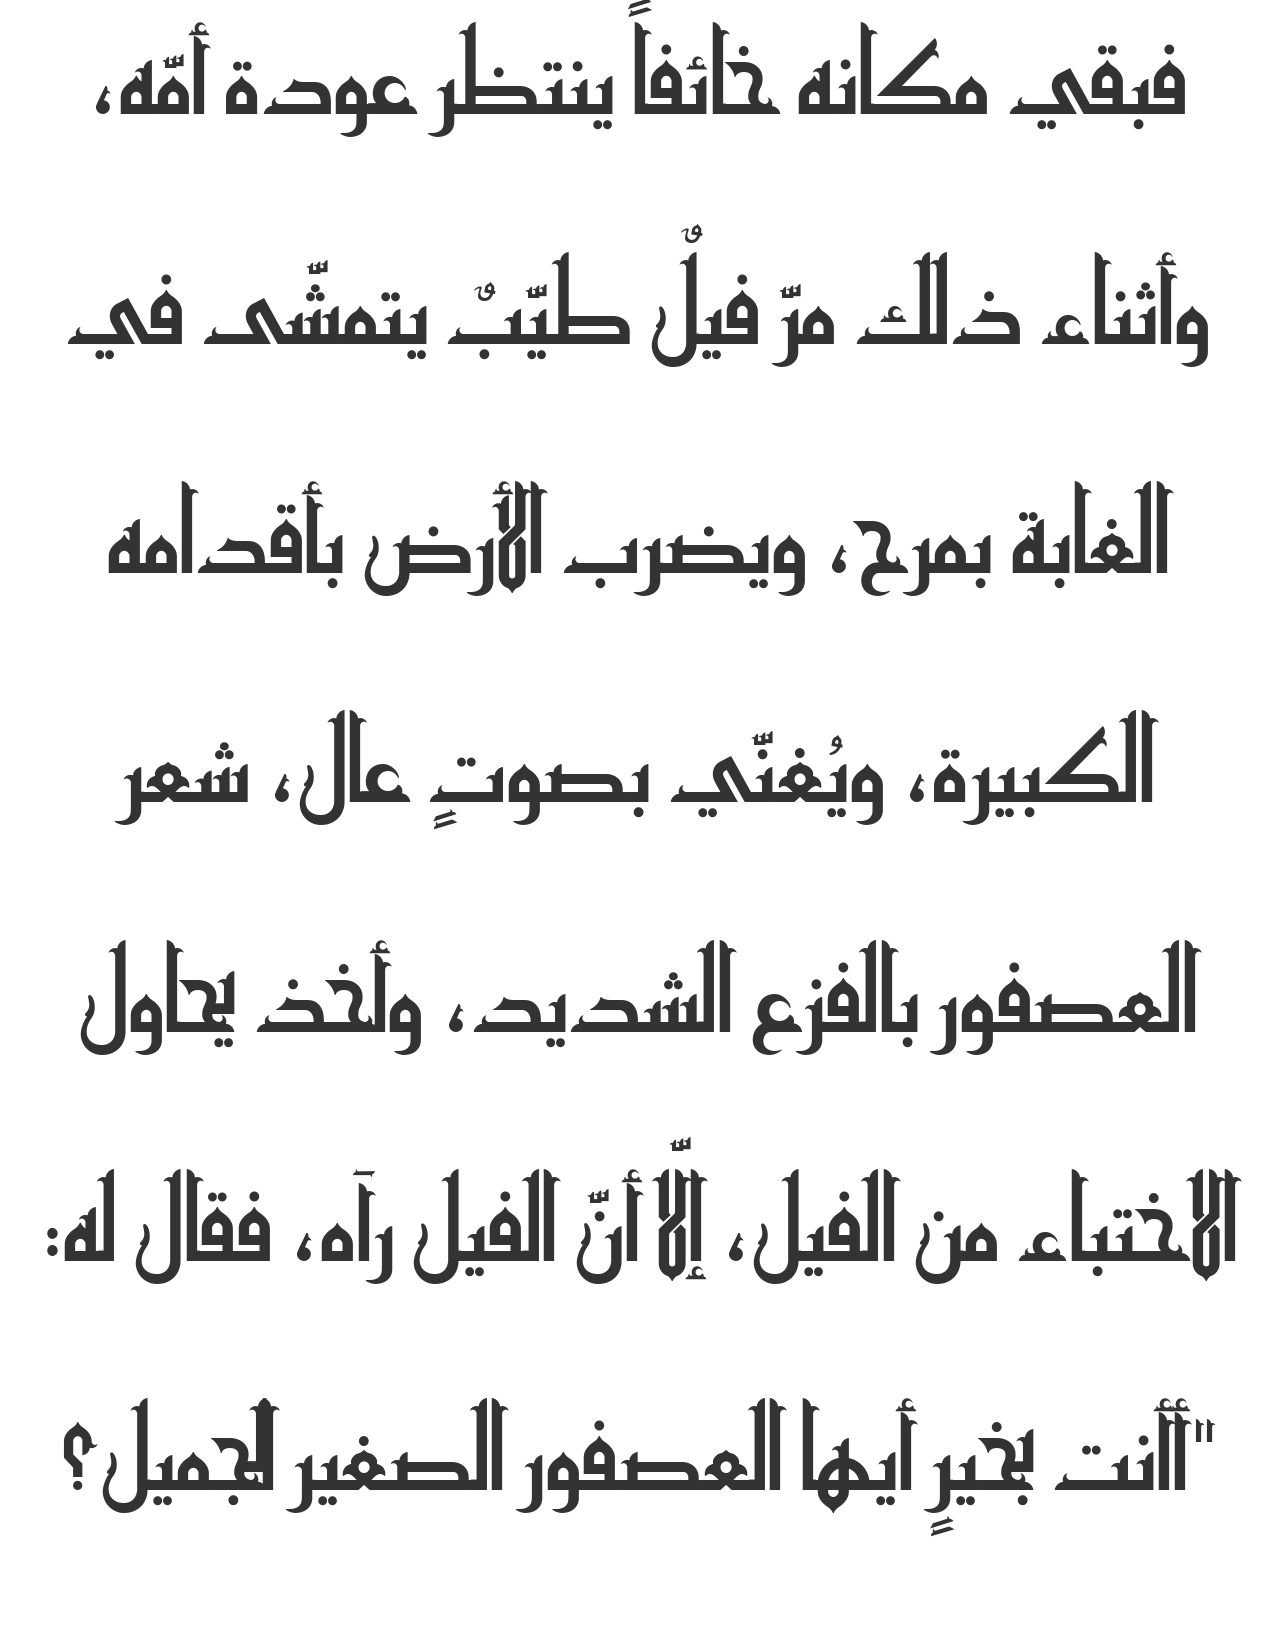 فبقي مكانه خائفاً ينتظر عودة أمّه،
وأثناء ذلك مرّ فيلٌ طيّبٌ يتمشّى في
الغابة بمرح، ويضرب الأرض بأقدامه
الكبيرة، ويُغنّي بصوتٍ عال، شعر
العصفور بالفزع الشديد، وأخذ يحاول
الاختباء من الفيل، إلّا أنّ الفيل رآه، فقال له:
"أأنت بخيرٍ أيها العصفور الصغير الجميل؟